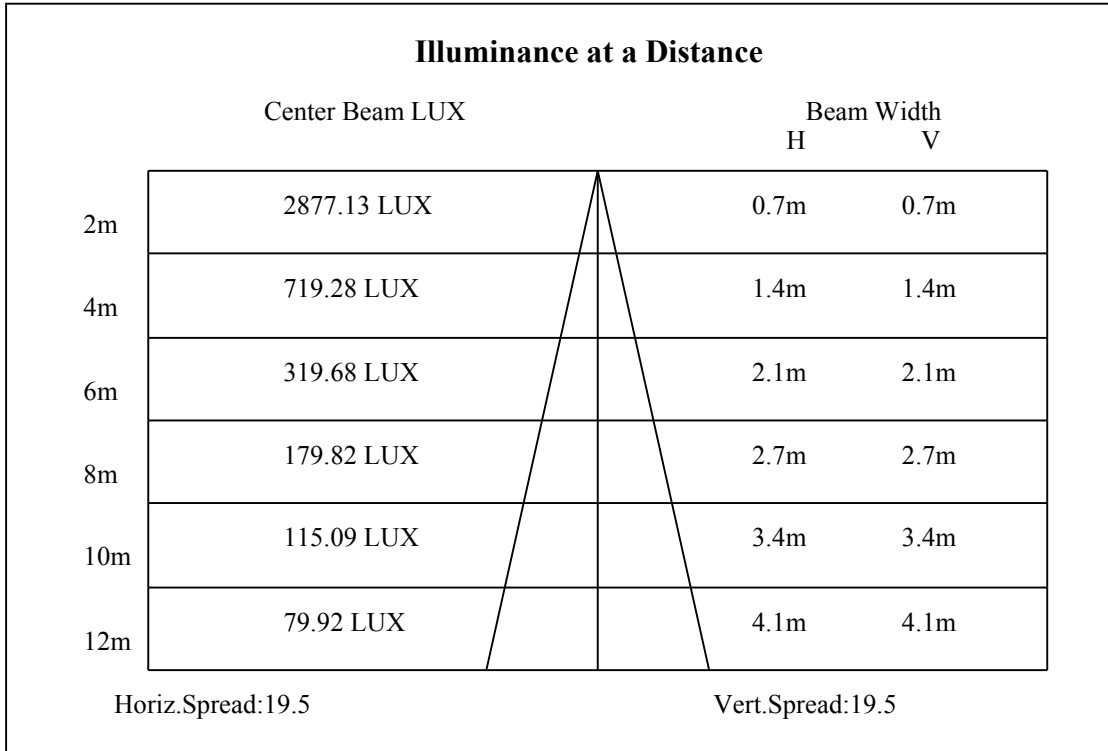 Illuminance at a Distance
Center Beam LUX Beam Width
H V
2m 2877.13 LUX 0.7m 0.7m
4m 719.28 LUX 1.4m 1.4m
6m 319.68 LUX 2.1m 2.1m
8m 179.82 LUX 2.7m 2.7m
10m 115.09 LUX 3.4m 3.4m
12m 79.92 LUX 4.1m 4.1m
Horiz.Spread:19.5 Vert.Spread:19.5